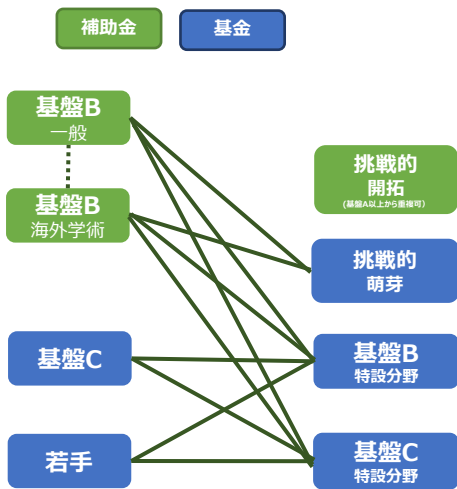 補助金
基金
基盤B
一般
基盤B
海外学術
基盤C
若手
挑戦的
開拓
(基盤A以上から重複可)
挑戦的
萌芽
基盤B
特設分野
基盤C
特設分野